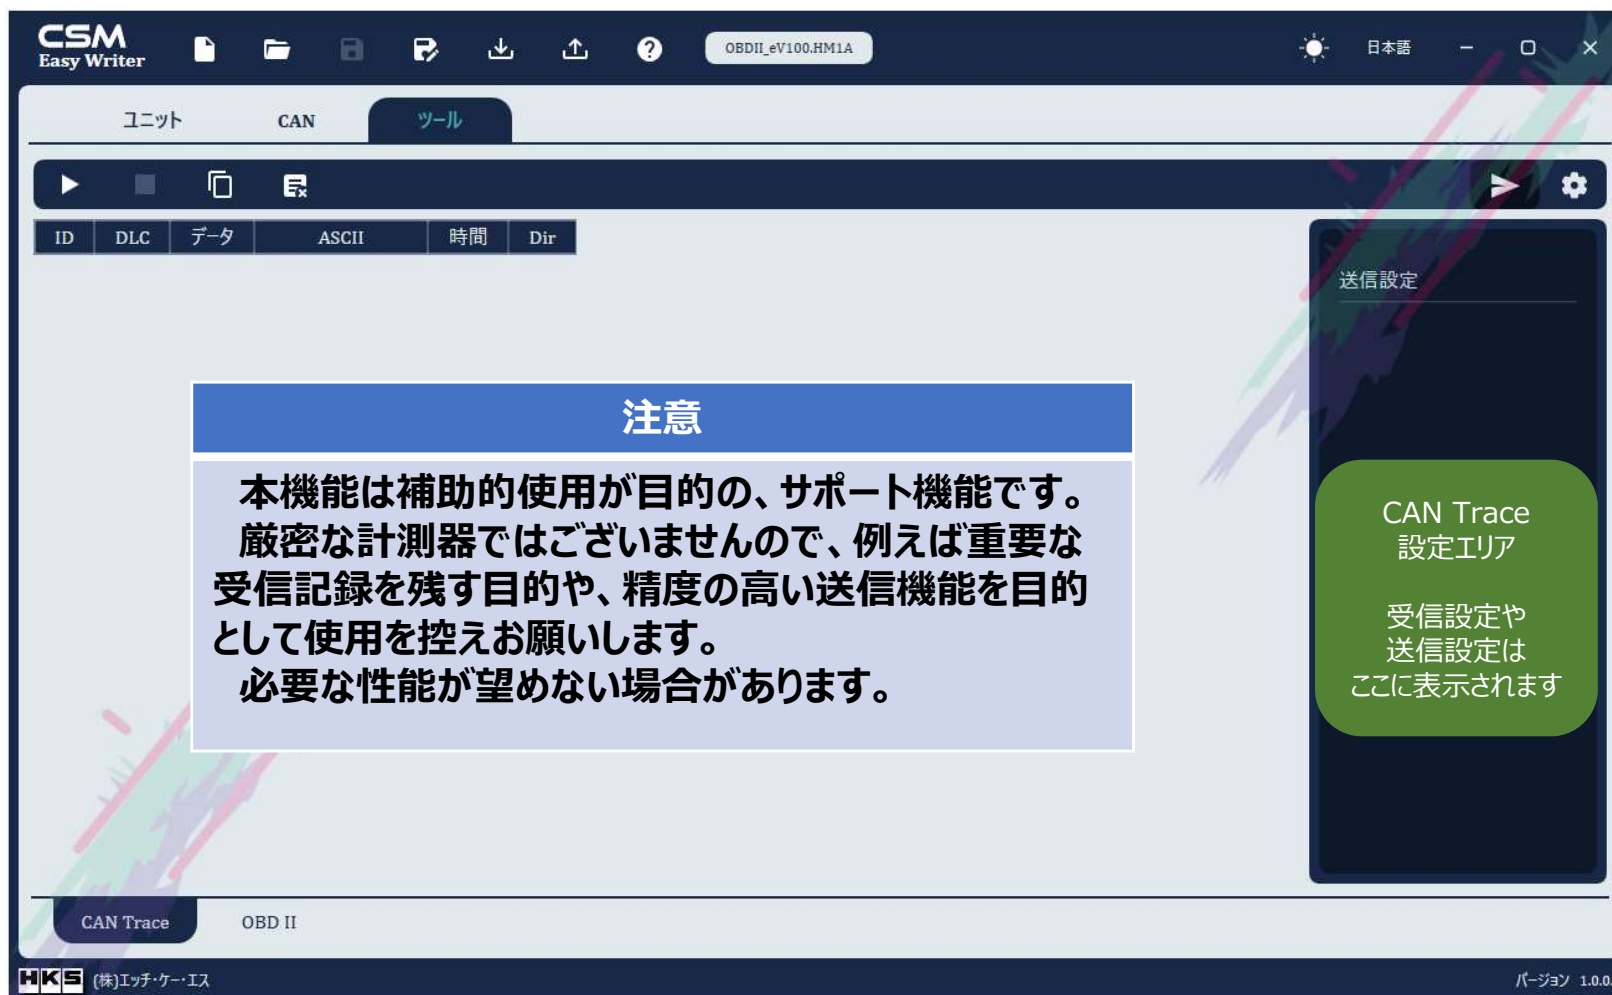 CSM
Easy Writer
OBDII_eV100.HM1A
日本語
ユニット
CAN
ツール
ID
DLC
データ
ASCII
時間
Dir
送信設定
注意
本機能は補助的使用が目的の、サポート機能です。
厳密な計測器ではございませんので、例えば重要な
受信記録を残す目的や、精度の高い送信機能を目的
として使用を控えお願いします。
必要な性能が望めない場合があります。
CAN Trace
設定エリア
受信設定や
送信設定は
ここに表示されます
CAN Trace
OBD II
HKS (株)エッチ・ケー・エス
バージョン 1.0.0.